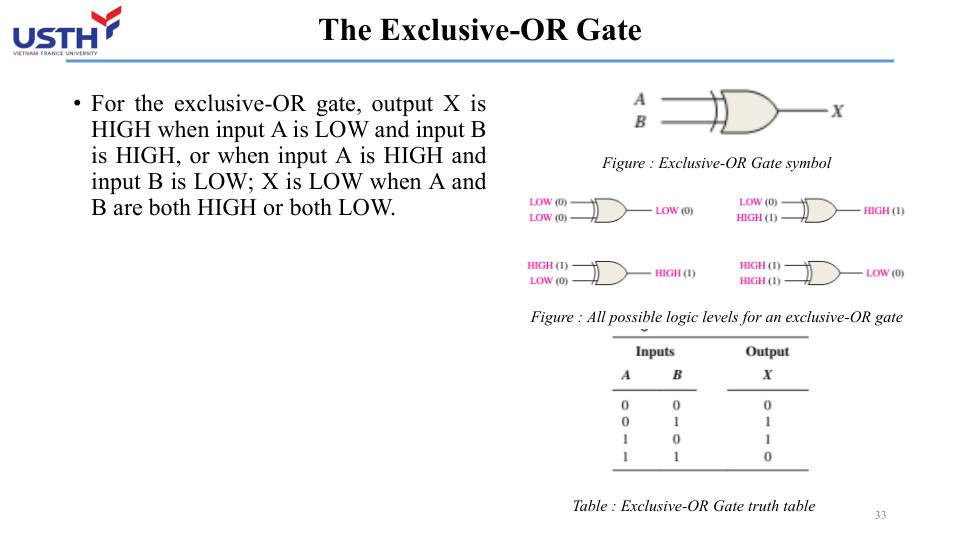 USTH
VIETNAM FRANCE UNIVERSITY
The Exclusive-OR Gate
• For the exclusive-OR gate, output X is
HIGH when input A is LOW and input B
is HIGH, or when input A is HIGH and
input B is LOW; X is LOW when A and
B are both HIGH or both LOW.
A
B
X
Figure : Exclusive-OR Gate symbol
LOW (0)
LOW (0)
LOW (0)
LOW (0)
HIGH (1)
HIGH (1)
HIGH (1)
LOW (0)
HIGH (1)
HIGH (1)
HIGH (1)
LOW (0)
Figure : All possible logic levels for an exclusive-OR gate
Inputs Output
A B X
0 0 0
0 1 1
1 0 1
1 1 0
Table : Exclusive-OR Gate truth table
33